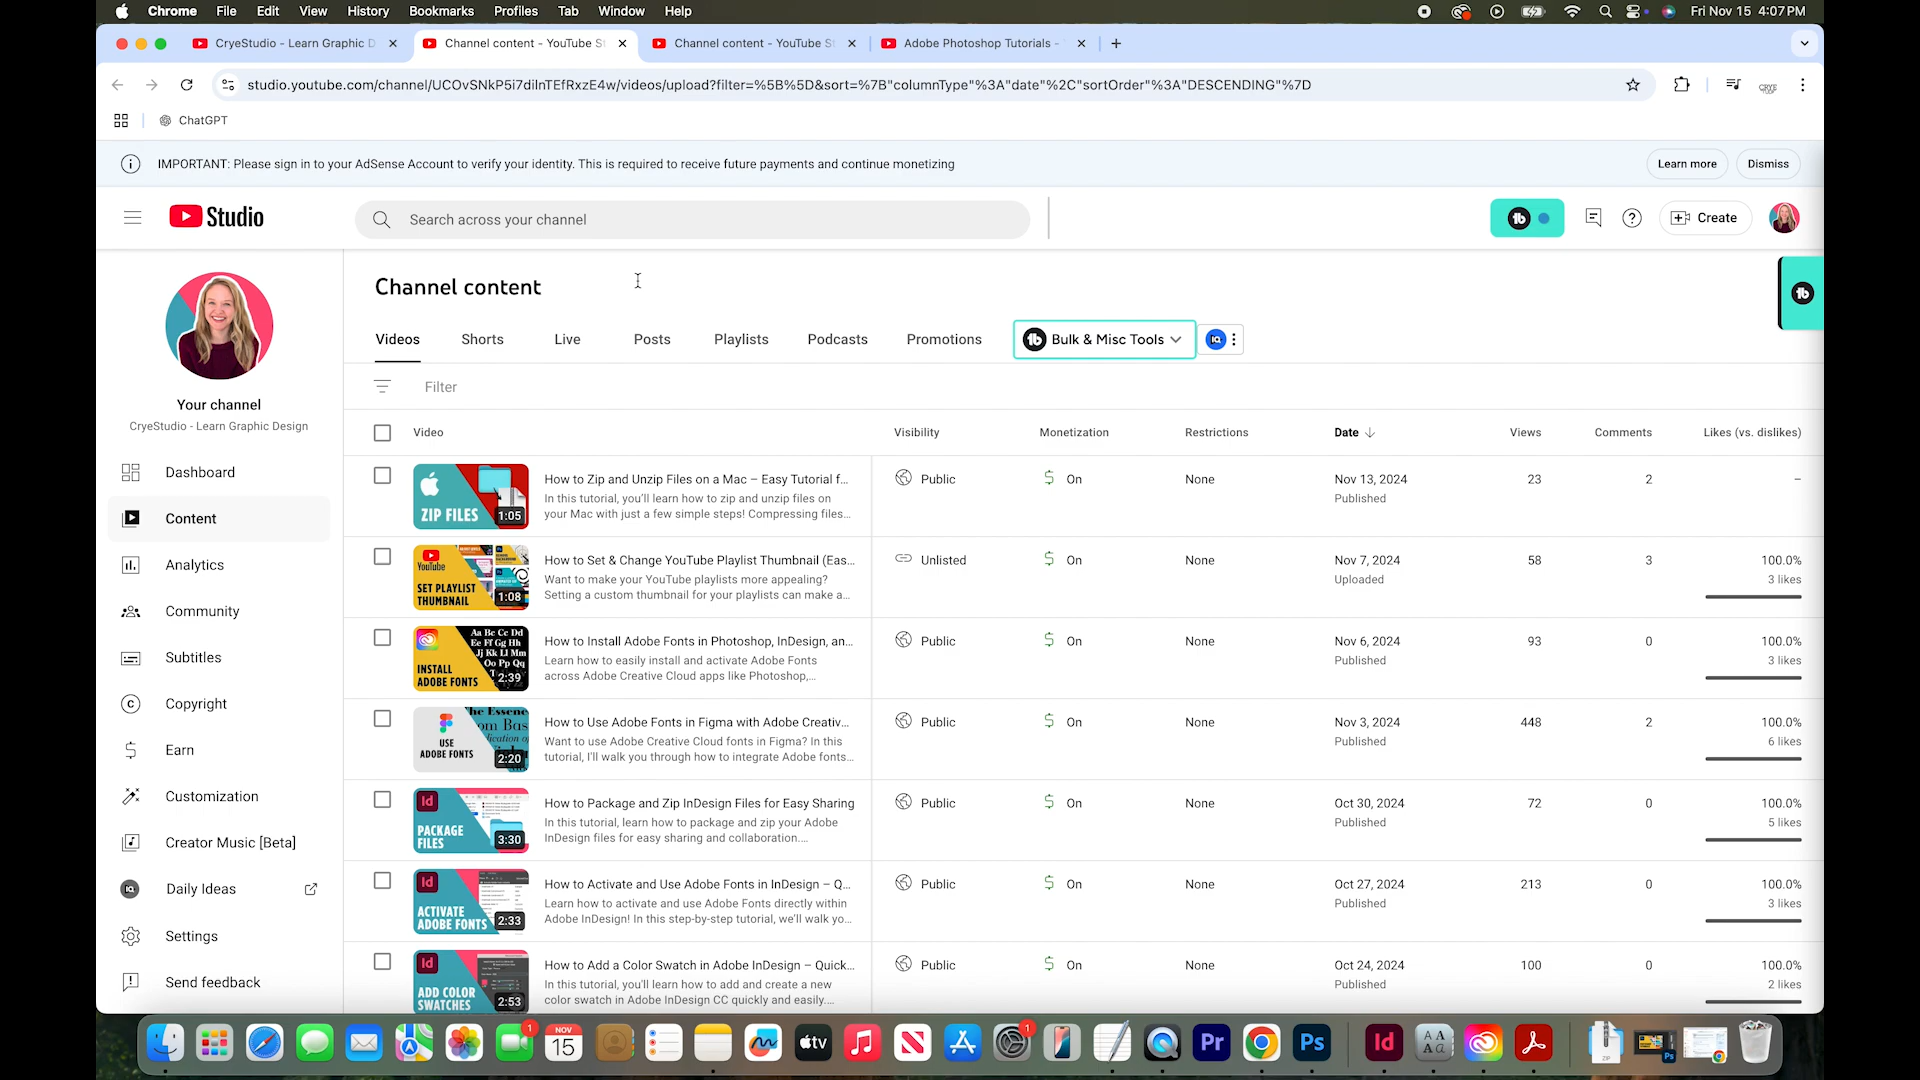 Chrome File Edit View History Bookmarks Profiles Tab Window Help Fri Nov 15 4:07 PM
CryeStudio - Learn Graphic D Channel content - YouTube St Channel content - YouTube St Adobe Photoshop Tutorials -
studio.youtube.com/channel/UCOvSNkP5i7dilnTEfRxzE4w/videos/upload?filter=%5B%5D&sort=%7B"columnType"%3A"date"%2C"sortOrder"%3A"DESCENDING"%7D
ChatGPT
IMPORTANT: Please sign in to your AdSense Account to verify your identity. This is required to receive future payments and continue monetizing Learn more Dismiss
Studio Search across your channel Create
Channel content
Videos Shorts Live Posts Playlists Podcasts Promotions Bulk & Misc Tools
Filter
Your channel
CryeStudio - Learn Graphic Design
Dashboard
Content
Analytics
Community
Subtitles
Copyright
Earn
Customization
Creator Music [Beta]
Daily Ideas
Settings
Send feedback
Video Visibility Monetization Restrictions Date Views Comments Likes (vs. dislikes)
ZIP FILES 1:05
How to Zip and Unzip Files on a Mac – Easy Tutorial f... Public On None Nov 13, 2024 23 2 –
In this tutorial, you'll learn how to zip and unzip files on Published
your Mac with just a few simple steps! Compressing files...
YouTube
SET PLAYLIST
THUMBNAIL 1:08
How to Set & Change YouTube Playlist Thumbnail (Eas... Unlisted On None Nov 7, 2024 58 3 100.0%
Want to make your YouTube playlists more appealing? Uploaded 3 likes
Setting a custom thumbnail for your playlists can make a...
Aa Bb Cc Dd
Ee Ff Gg Hh
Ii Jj Kk Ll Mm
Nn Oo Pp Qq
INSTALL
ADOBE FONTS 2:39
How to Install Adobe Fonts in Photoshop, InDesign, an... Public On None Nov 6, 2024 93 0 100.0%
Learn how to easily install and activate Adobe Fonts Published 3 likes
across Adobe Creative Cloud apps like Photoshop,...
USE
ADOBE FONTS 2:20
How to Use Adobe Fonts in Figma with Adobe Creativ... Public On None Nov 3, 2024 448 2 100.0%
Want to use Adobe Creative Cloud fonts in Figma? In this Published 6 likes
tutorial, I'll walk you through how to integrate Adobe fonts...
Id
PACKAGE
FILES 3:30
How to Package and Zip InDesign Files for Easy Sharing Public On None Oct 30, 2024 72 0 100.0%
In this tutorial, learn how to package and zip your Adobe Published 5 likes
InDesign files for easy sharing and collaboration....
Id
ACTIVATE
ADOBE FONTS 2:33
How to Activate and Use Adobe Fonts in InDesign – Q... Public On None Oct 27, 2024 213 0 100.0%
Learn how to activate and use Adobe Fonts directly within Published 3 likes
Adobe InDesign! In this step-by-step tutorial, we'll walk yo...
Id
ADD COLOR
SWATCHES 2:53
How to Add a Color Swatch in Adobe InDesign – Quick... Public On None Oct 24, 2024 100 0 100.0%
In this tutorial, you'll learn how to add and create a new Published 2 likes
color swatch in Adobe InDesign CC quickly and easily....
1 NOV 15 tv 1 Pr Ps Id ZIP